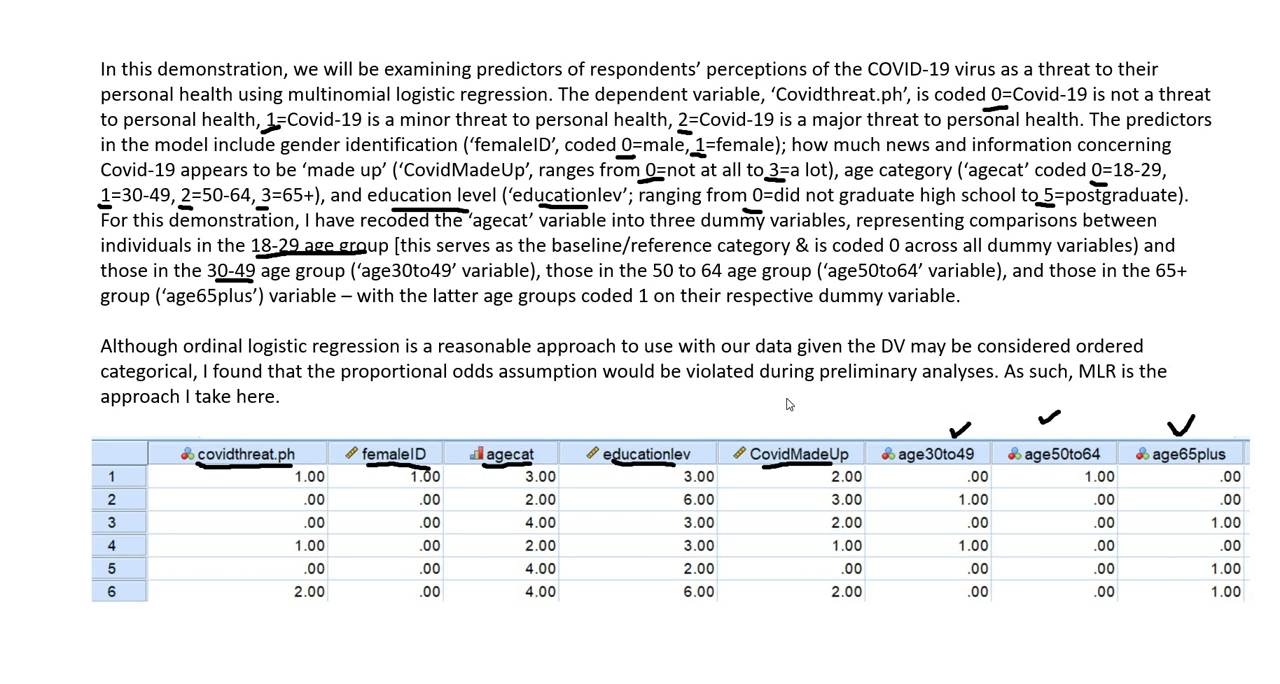 In this demonstration, we will be examining predictors of respondents’ perceptions of the COVID-19 virus as a threat to their
personal health using multinomial logistic regression. The dependent variable, ‘Covidthreat.ph’, is coded 0=Covid-19 is not a threat
to personal health, 1=Covid-19 is a minor threat to personal health, 2=Covid-19 is a major threat to personal health. The predictors
in the model include gender identification (‘femaleID’, coded 0=male, 1=female); how much news and information concerning
Covid-19 appears to be ‘made up’ (‘CovidMadeUp’, ranges from 0=not at all to 3=a lot), age category (‘agecat’ coded 0=18-29,
1=30-49, 2=50-64, 3=65+), and education level (‘educationlev’; ranging from 0=did not graduate high school to 5=postgraduate).
For this demonstration, I have recoded the ‘agecat’ variable into three dummy variables, representing comparisons between
individuals in the 18-29 age group [this serves as the baseline/reference category & is coded 0 across all dummy variables) and
those in the 30-49 age group (‘age30to49’ variable), those in the 50 to 64 age group (‘age50to64’ variable), and those in the 65+
group (‘age65plus’) variable – with the latter age groups coded 1 on their respective dummy variable.
Although ordinal logistic regression is a reasonable approach to use with our data given the DV may be considered ordered
categorical, I found that the proportional odds assumption would be violated during preliminary analyses. As such, MLR is the
approach I take here.
covidthreat.ph femaleID agecat educationlev CovidMadeUp age30to49 age50to64 age65plus
1 1.00 1.00 3.00 3.00 2.00 .00 1.00 .00
2 .00 .00 2.00 6.00 3.00 1.00 .00 .00
3 .00 .00 4.00 3.00 2.00 .00 .00 1.00
4 1.00 .00 2.00 3.00 1.00 1.00 .00 .00
5 .00 .00 4.00 2.00 .00 .00 .00 1.00
6 2.00 .00 4.00 6.00 2.00 .00 .00 1.00